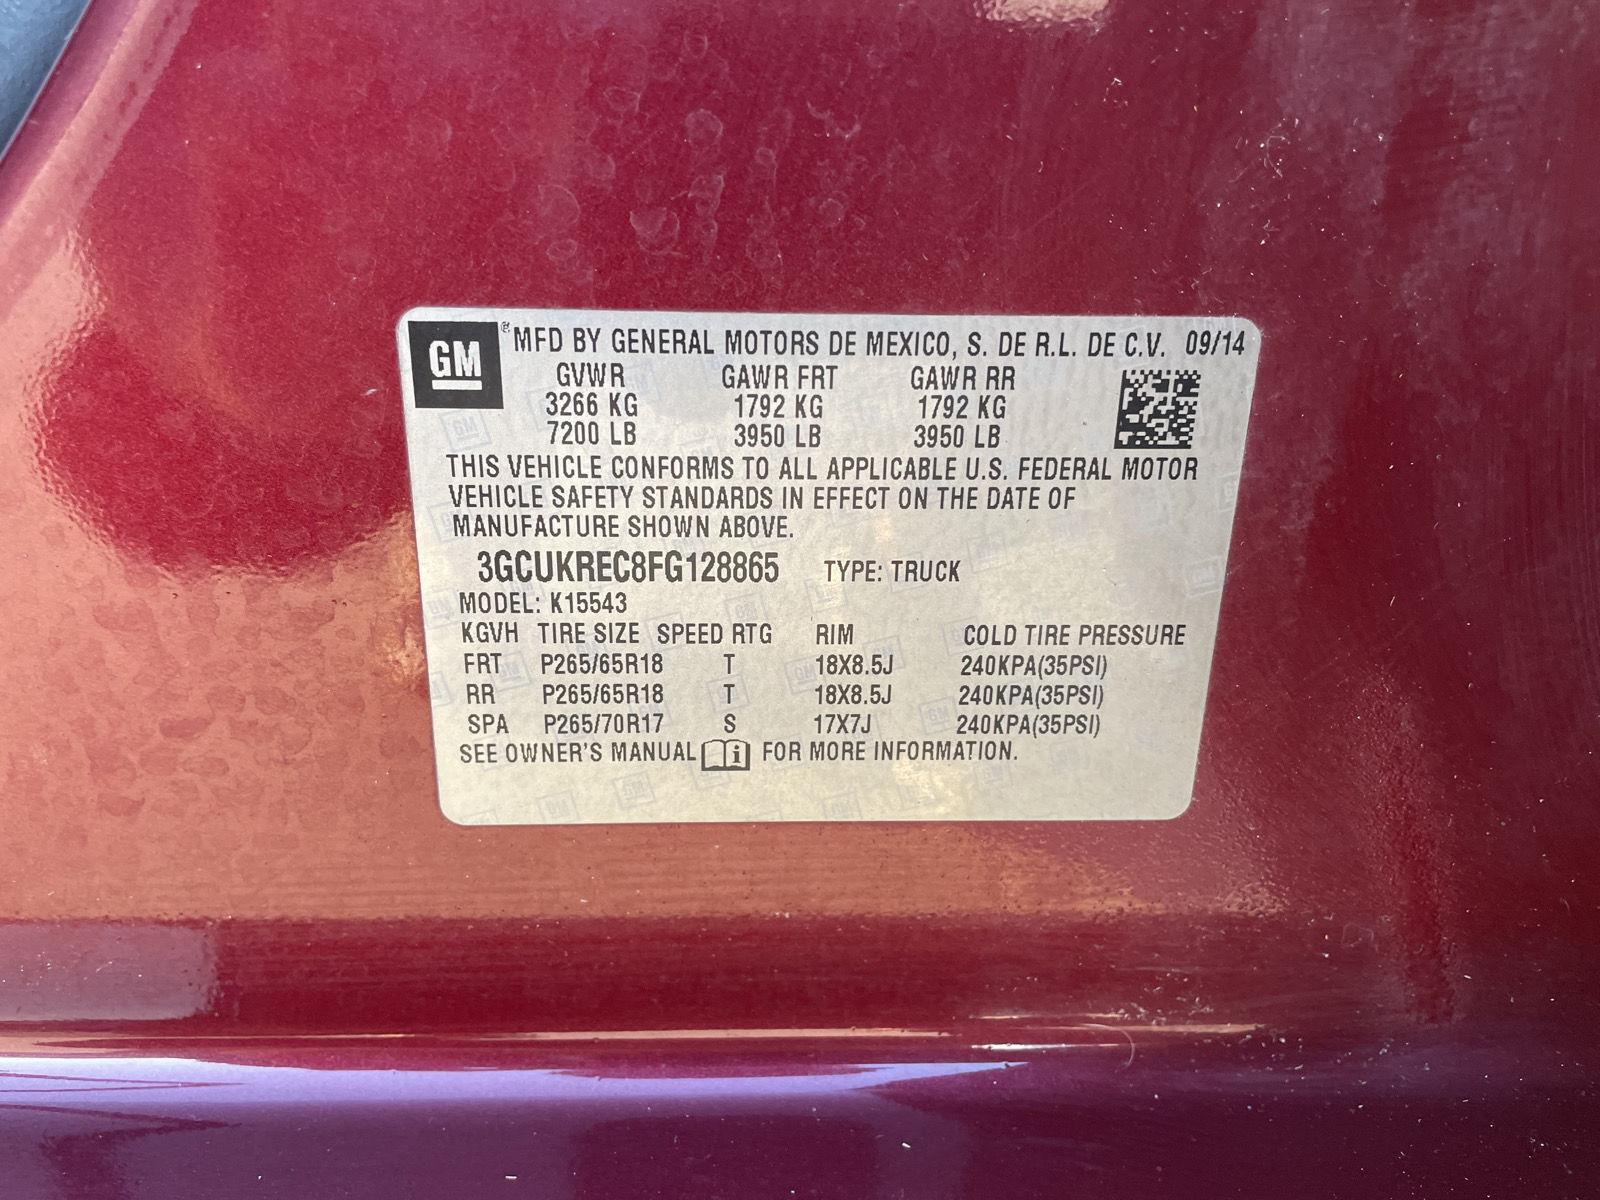 GM ® MFD BY GENERAL MOTORS DE MEXICO, S. DE R.L. DE C.V. 09/14
GVWR GAWR FRT GAWR RR
3266 KG 1792 KG 1792 KG
7200 LB 3950 LB 3950 LB
THIS VEHICLE CONFORMS TO ALL APPLICABLE U.S. FEDERAL MOTOR
VEHICLE SAFETY STANDARDS IN EFFECT ON THE DATE OF
MANUFACTURE SHOWN ABOVE.
3GCUKREC8FG128865 TYPE: TRUCK
MODEL: K15543
KGVH TIRE SIZE SPEED RTG RIM COLD TIRE PRESSURE
FRT P265/65R18 T 18X8.5J 240KPA(35PSI)
RR P265/65R18 T 18X8.5J 240KPA(35PSI)
SPA P265/70R17 S 17X7J 240KPA(35PSI)
SEE OWNER'S MANUAL i FOR MORE INFORMATION.